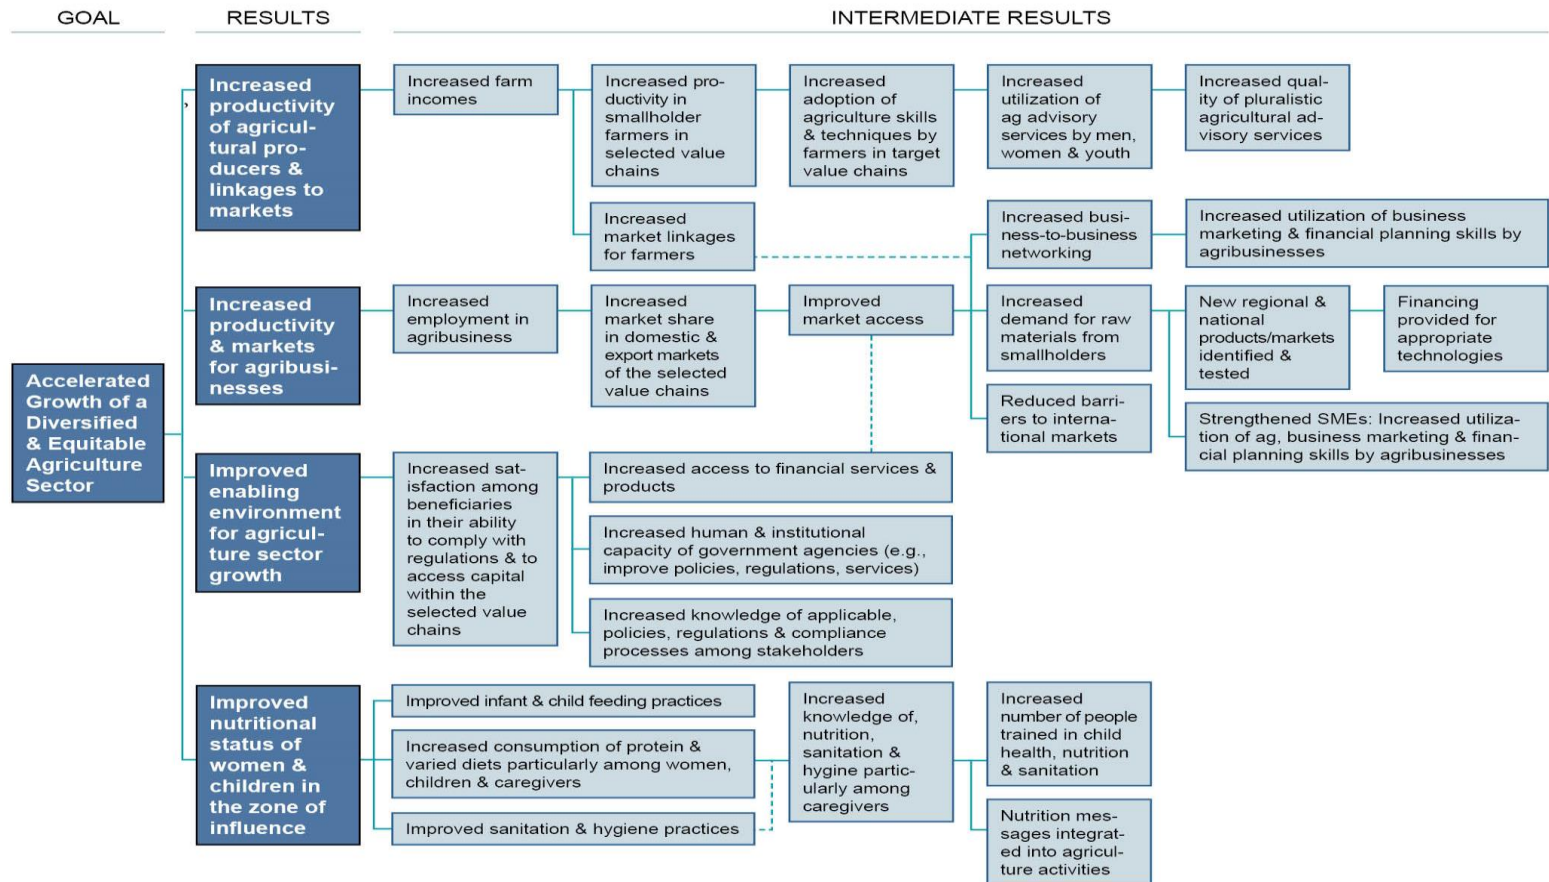 GOAL
RESULTS
INTERMEDIATE RESULTS
Accelerated
Growth of a
Diversified
& Equitable
Agriculture
Sector
,
Increased
productivity
of agricul-
tural pro-
ducers &
linkages to
markets
Increased farm
incomes
Increased pro-
ductivity in
smallholder
farmers in
selected value
chains
Increased
adoption of
agriculture skills
& techniques by
farmers in target
value chains
Increased
utilization of
ag advisory
services by men,
women & youth
Increased qual-
ity of pluralistic
agricultural ad-
visory services
Increased
market linkages
for farmers
Increased busi-
ness-to-business
networking
Increased utilization of business
marketing & financial planning skills by
agribusinesses
Increased
productivity
& markets
for agribusi-
nesses
Increased
employment in
agribusiness
Increased
market share
in domestic &
export markets
of the selected
value chains
Improved
market access
Increased
demand for raw
materials from
smallholders
New regional &
national
products/markets
identified &
tested
Financing
provided for
appropriate
technologies
Reduced barri-
ers to interna-
tional markets
Strengthened SMEs: Increased utiliza-
tion of ag, business marketing & finan-
cial planning skills by agribusinesses
Improved
enabling
environment
for agricul-
ture sector
growth
Increased sat-
isfaction among
beneficiaries
in their ability
to comply with
regulations & to
access capital
within the
selected value
chains
Increased access to financial services &
products
Increased human & institutional
capacity of government agencies (e.g.,
improve policies, regulations, services)
Increased knowledge of applicable,
policies, regulations & compliance
processes among stakeholders
Improved
nutritional
status of
women &
children in
the zone of
influence
Improved infant & child feeding practices
Increased consumption of protein &
varied diets particularly among women,
children & caregivers
Improved sanitation & hygiene practices
Increased
knowledge of,
nutrition,
sanitation &
hygine partic-
ularly among
caregivers
Increased
number of people
trained in child
health, nutrition
& sanitation
Nutrition mes-
sages integrat-
ed into agricul-
ture activities